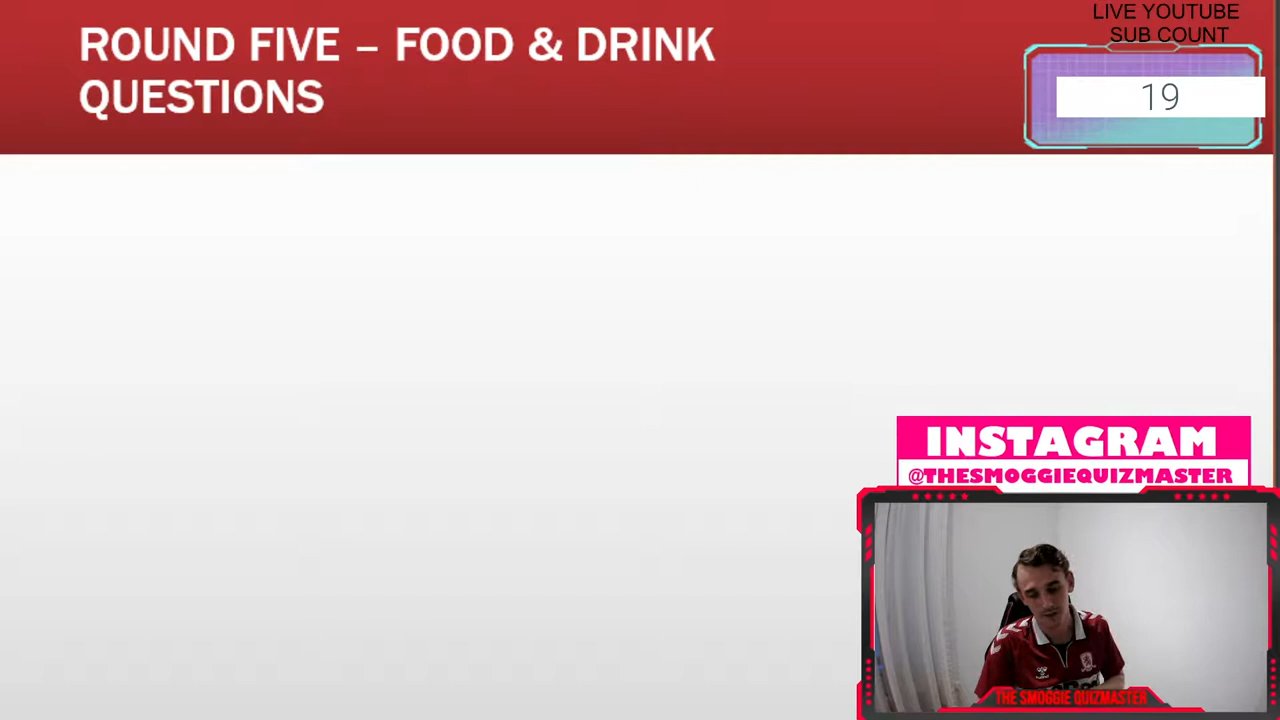 ROUND FIVE – FOOD & DRINK
QUESTIONS
LIVE YOUTUBE
SUB COUNT
19
INSTAGRAM
@THESMOGGIEQUIZMASTER
THE SMOGGIE QUIZMASTER